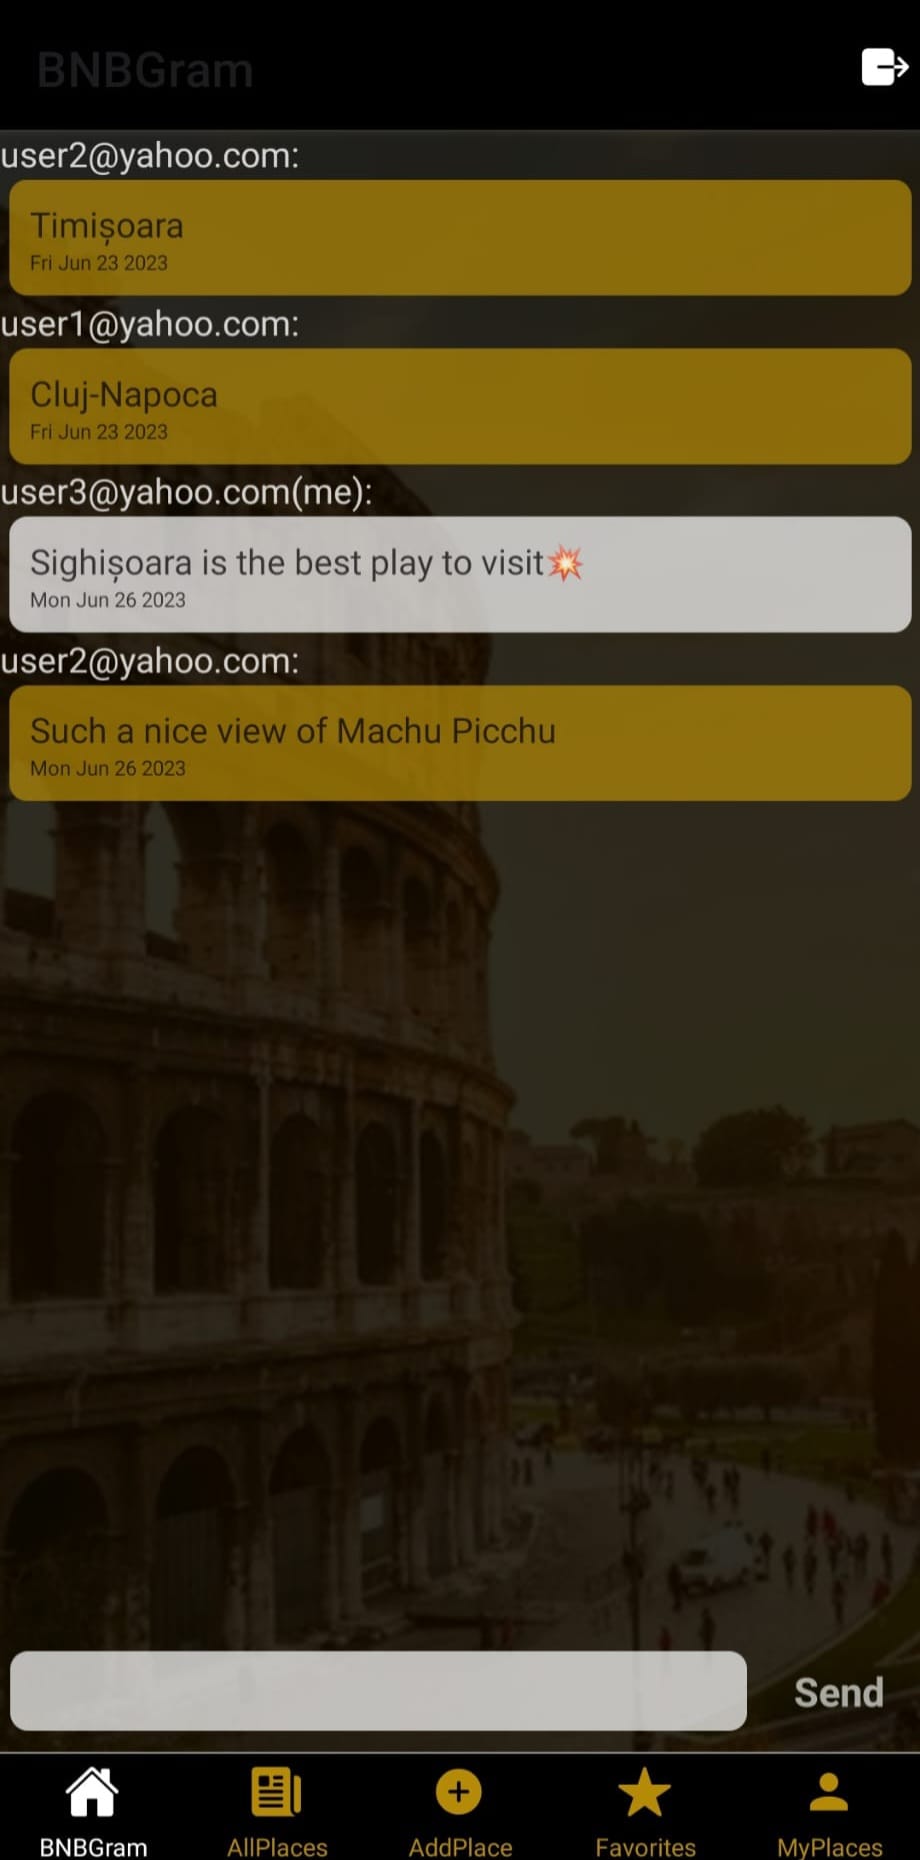 BNBGram
user2@yahoo.com:
Timișoara
Fri Jun 23 2023
user1@yahoo.com:
Cluj-Napoca
Fri Jun 23 2023
user3@yahoo.com(me):
Sighișoara is the best play to visit💥
Mon Jun 26 2023
user2@yahoo.com:
Such a nice view of Machu Picchu
Mon Jun 26 2023
Send
BNBGram AllPlaces AddPlace Favorites MyPlaces